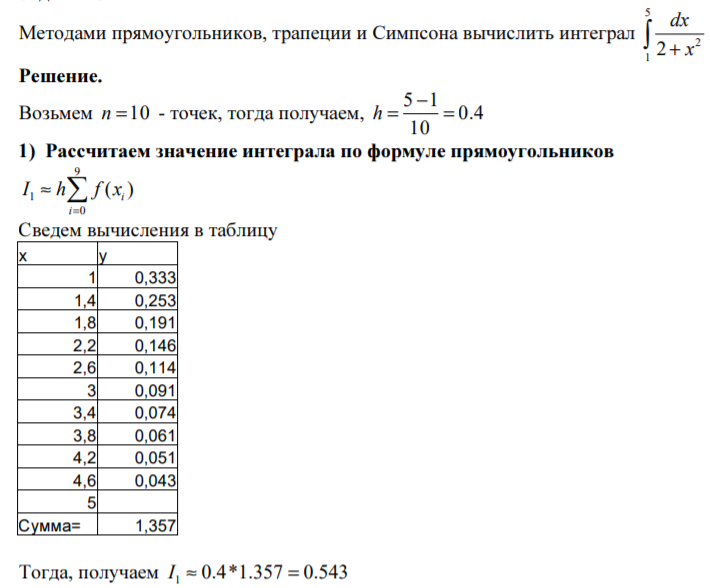 Методами прямоугольников, трапеции и Симпсона вычислить интеграл $\int_{1}^{5} \frac{dx}{2+x^2}$
Решение.
Возьмем $n=10$ - точек, тогда получаем, $h = \frac{5-1}{10} = 0.4$
1) Рассчитаем значение интеграла по формуле прямоугольников
$I_1 \approx h \sum_{i=0}^{9} f(x_i)$
Сведем вычисления в таблицу
x y
1 0,333
1,4 0,253
1,8 0,191
2,2 0,146
2,6 0,114
3 0,091
3,4 0,074
3,8 0,061
4,2 0,051
4,6 0,043
5
Сумма= 1,357
Тогда, получаем $I_1 \approx 0.4*1.357 = 0.543$